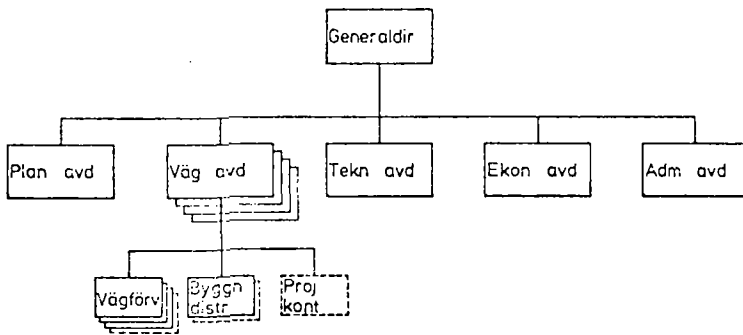 Generaldir
Plan avd
Väg avd
Tekn avd
Ekon avd
Adm avd
Vägförv
Byggn
distr
Proj
kont